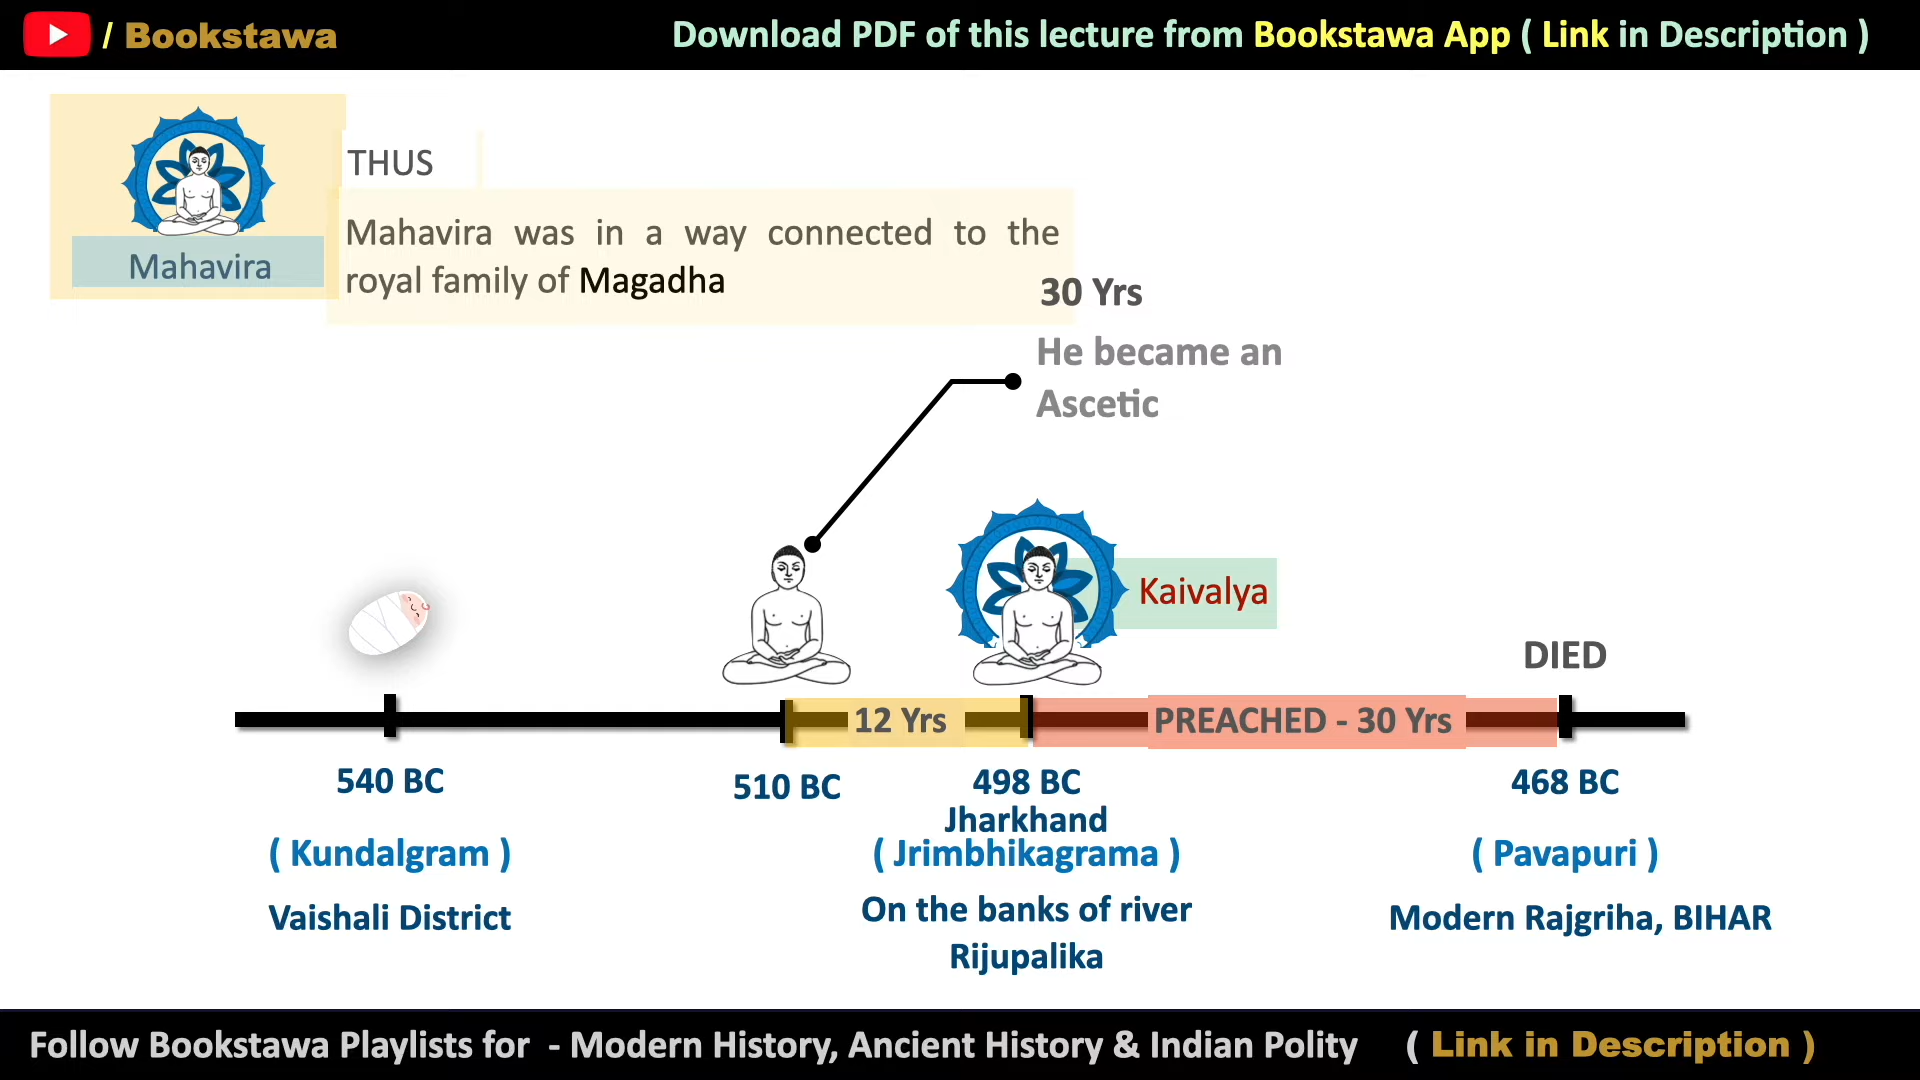 / Bookstawa
Download PDF of this lecture from Bookstawa App ( Link in Description )
Mahavira
THUS
Mahavira was in a way connected to the
royal family of Magadha
30 Yrs
He became an
Ascetic
Kaivalya
DIED
12 Yrs
PREACHED - 30 Yrs
540 BC
( Kundalgram )
Vaishali District
510 BC
498 BC
Jharkhand
( Jrimbhikagrama )
On the banks of river
Rijupalika
468 BC
( Pavapuri )
Modern Rajgriha, BIHAR
Follow Bookstawa Playlists for - Modern History, Ancient History & Indian Polity ( Link in Description )